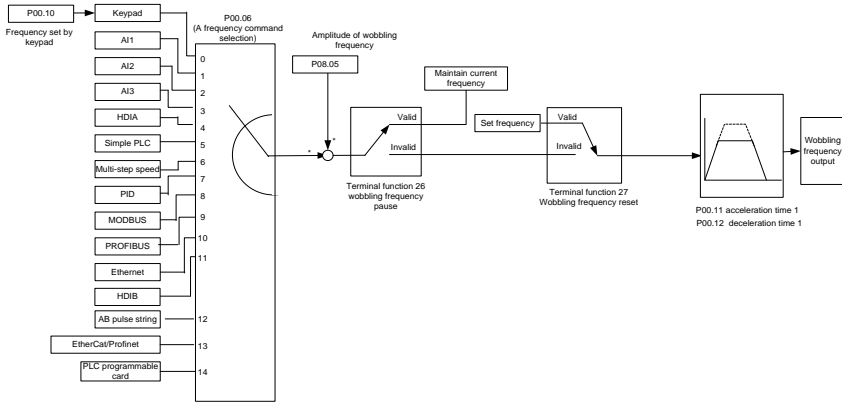 P00.10
Frequency set by
keypad
Keypad
AI1
AI2
AI3
HDIA
Simple PLC
Multi-step speed
PID
MODBUS
PROFIBUS
Ethernet
HDIB
AB pulse string
EtherCat/Profinet
PLC programmable
card
P00.06
(A frequency command
selection)
0
1
2
3
4
5
6
7
8
9
10
11
12
13
14
Amplitude of wobbling
frequency
P08.05
*
*
Maintain current
frequency
Valid
Invalid
Terminal function 26
wobbling frequency
pause
Set frequency
Valid
Invalid
Terminal function 27
Wobbling frequency reset
P00.11 acceleration time 1
P00.12 deceleration time 1
Wobbling
frequency
output